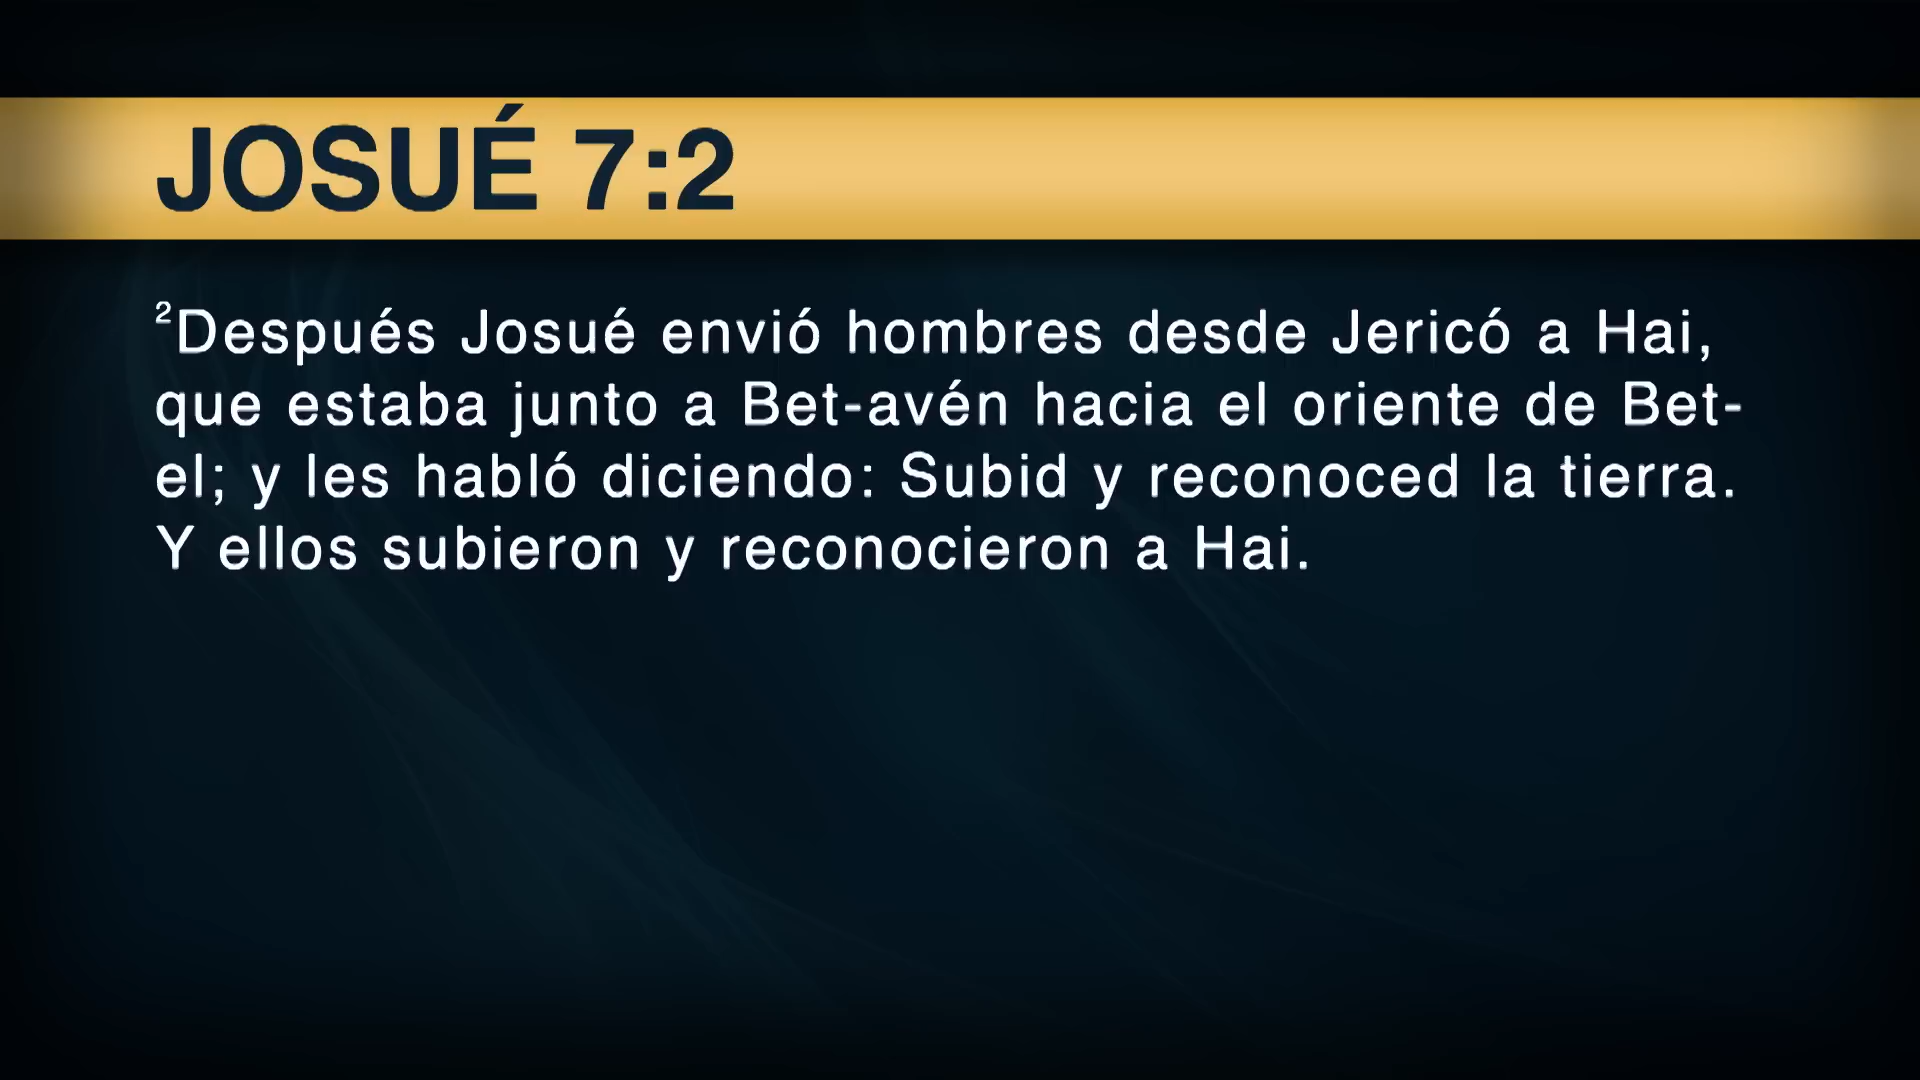 JOSUÉ 7:2
²Después Josué envió hombres desde Jericó a Hai,
que estaba junto a Bet-avén hacia el oriente de Bet-
el; y les habló diciendo: Subid y reconoced la tierra.
Y ellos subieron y reconocieron a Hai.